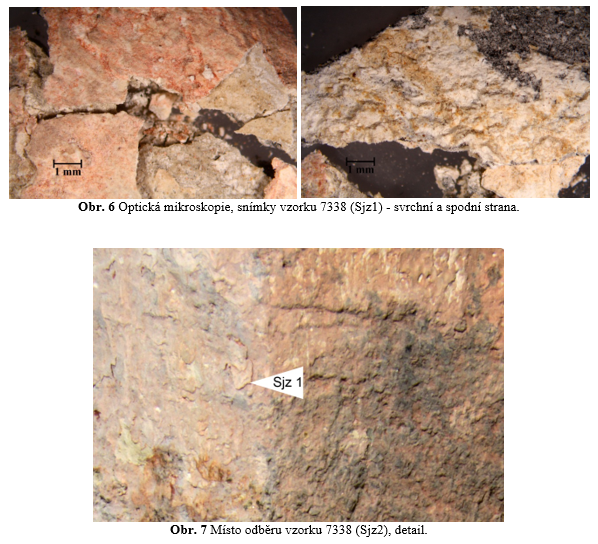 1 mm
1 mm
Obr. 6 Optická mikroskopie, snímky vzorku 7338 (Sjz1) - svrchní a spodní strana.
Sjz 1
Obr. 7 Místo odběru vzorku 7338 (Sjz2), detail.